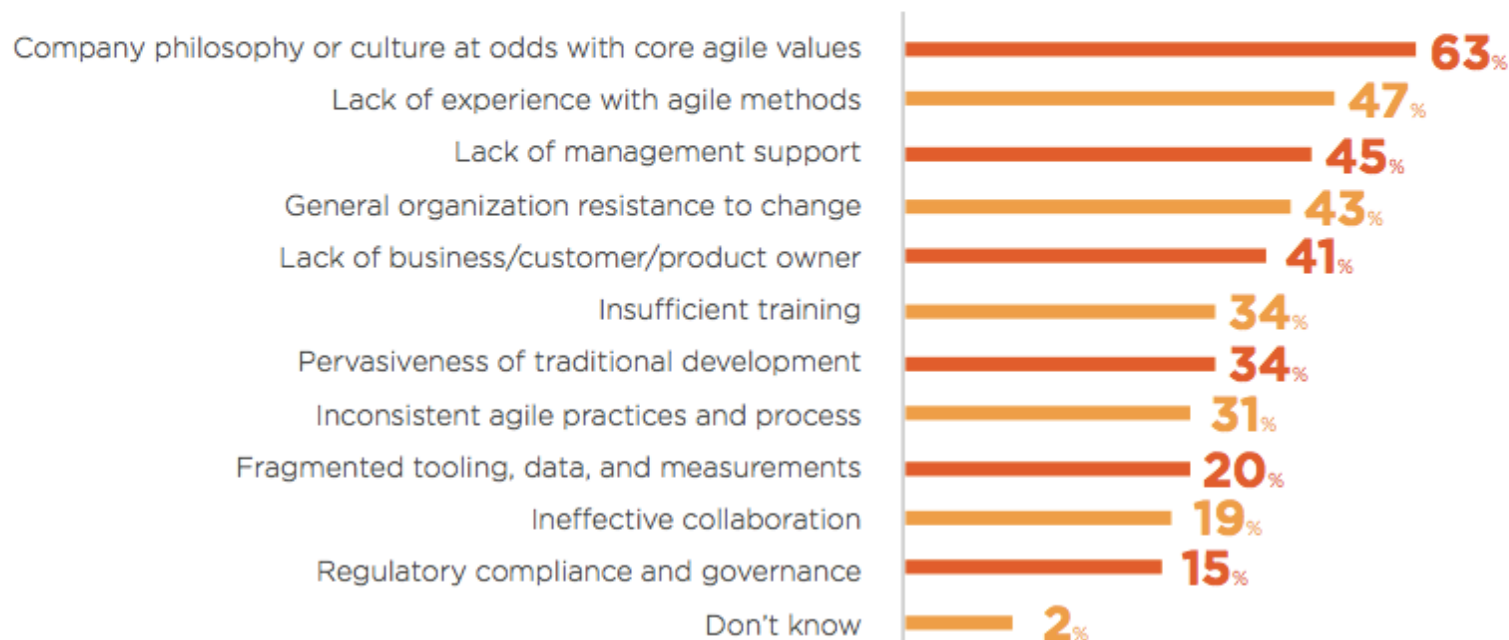 Company philosophy or culture at odds with core agile values 63%
Lack of experience with agile methods 47%
Lack of management support 45%
General organization resistance to change 43%
Lack of business/customer/product owner 41%
Insufficient training 34%
Pervasiveness of traditional development 34%
Inconsistent agile practices and process 31%
Fragmented tooling, data, and measurements 20%
Ineffective collaboration 19%
Regulatory compliance and governance 15%
Don't know 2%